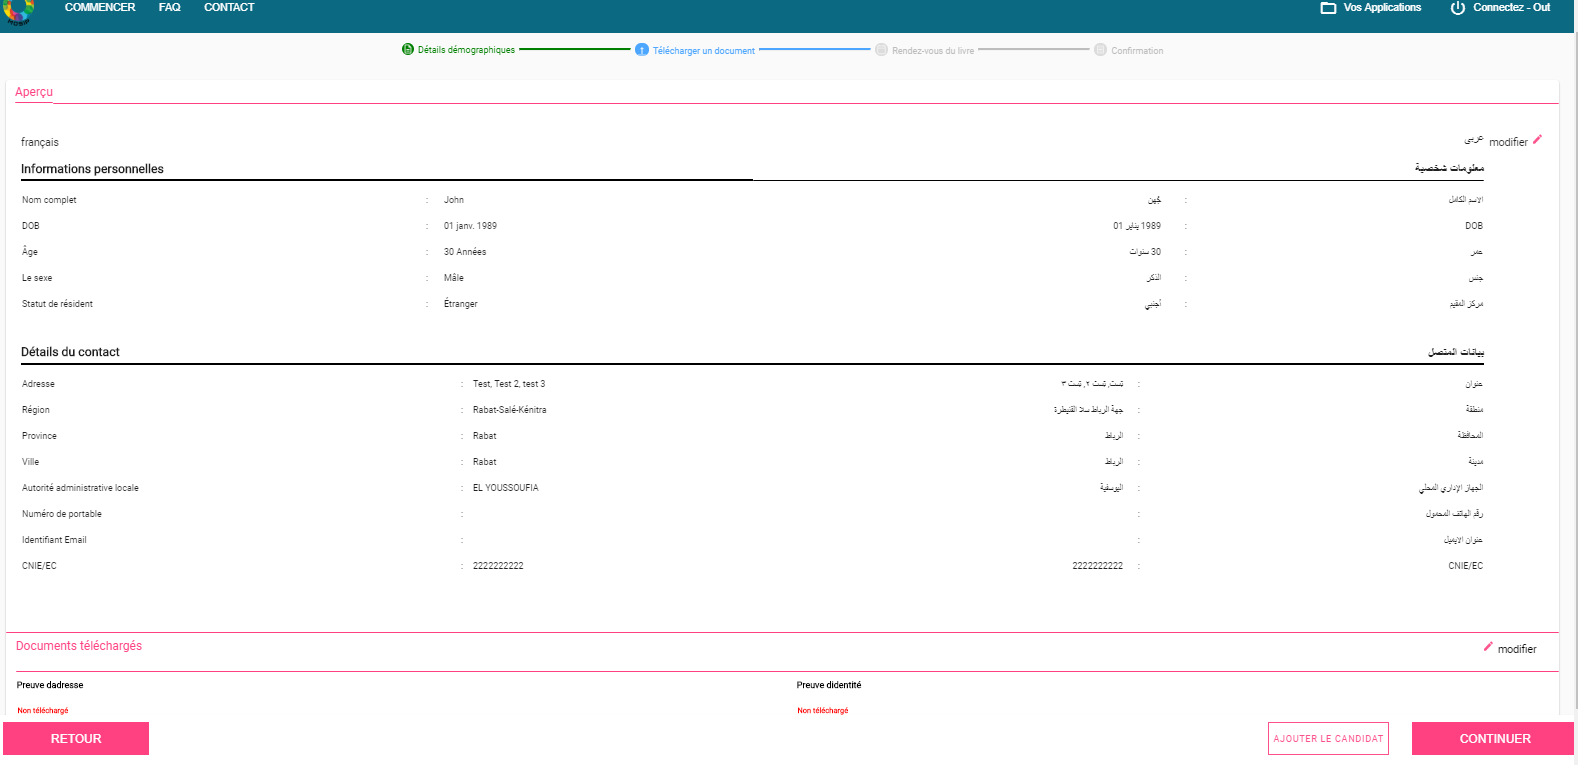 COMMENCER FAQ CONTACT Vos Applications Connectez - Out
Détails démographiques Télécharger un document Rendez-vous du livre Confirmation
Aperçu
français عربى modifier
Informations personnelles معلومات شخصية
Nom complet : John جُهن : الاسم الكامل
DOB : 01 janv. 1989 01 يناير 1989 : DOB
Âge : 30 Années 30 سنوات : عمر
Le sexe : Mâle الذكر : جنس
Statut de résident : Étranger أجنبي : مركز المقيم
Détails du contact بيانات المتصل
Adresse : Test, Test 2, test 3 تست, تست ٢, تست ٣ : عنوان
Région : Rabat-Salé-Kénitra جهة الرباط سلا القنيطرة : منطقة
Province : Rabat الرباط : المحافظة
Ville : Rabat الرباط : مدينة
Autorité administrative locale : EL YOUSSOUFIA اليوسفية : الجهاز الإداري المحلي
Numéro de portable : : رقم الهاتف المحمول
Identifiant Email : : عنوان الايميل
CNIE/EC : 2222222222 2222222222 : CNIE/EC
Documents téléchargés modifier
Preuve dadresse Preuve didentité
Non téléchargé Non téléchargé
RETOUR AJOUTER LE CANDIDAT CONTINUER